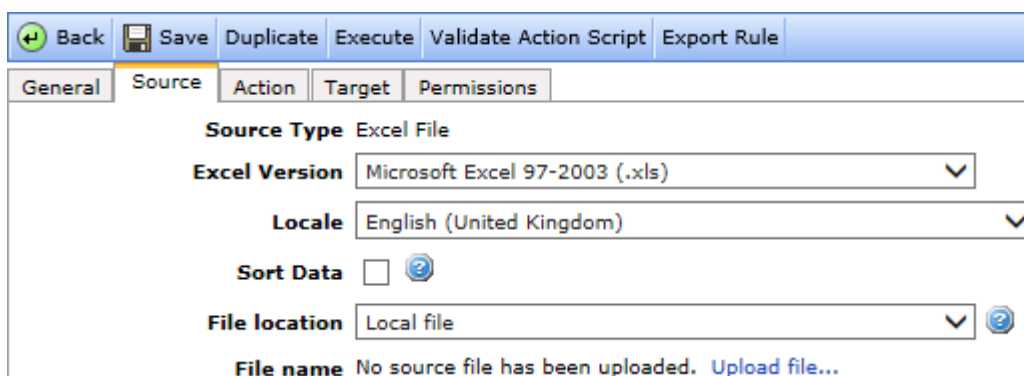 Back Save Duplicate Execute Validate Action Script Export Rule
General Source Action Target Permissions
Source Type Excel File
Excel Version Microsoft Excel 97-2003 (.xls)
Locale English (United Kingdom)
Sort Data ?
File location Local file ?
File name No source file has been uploaded. Upload file...